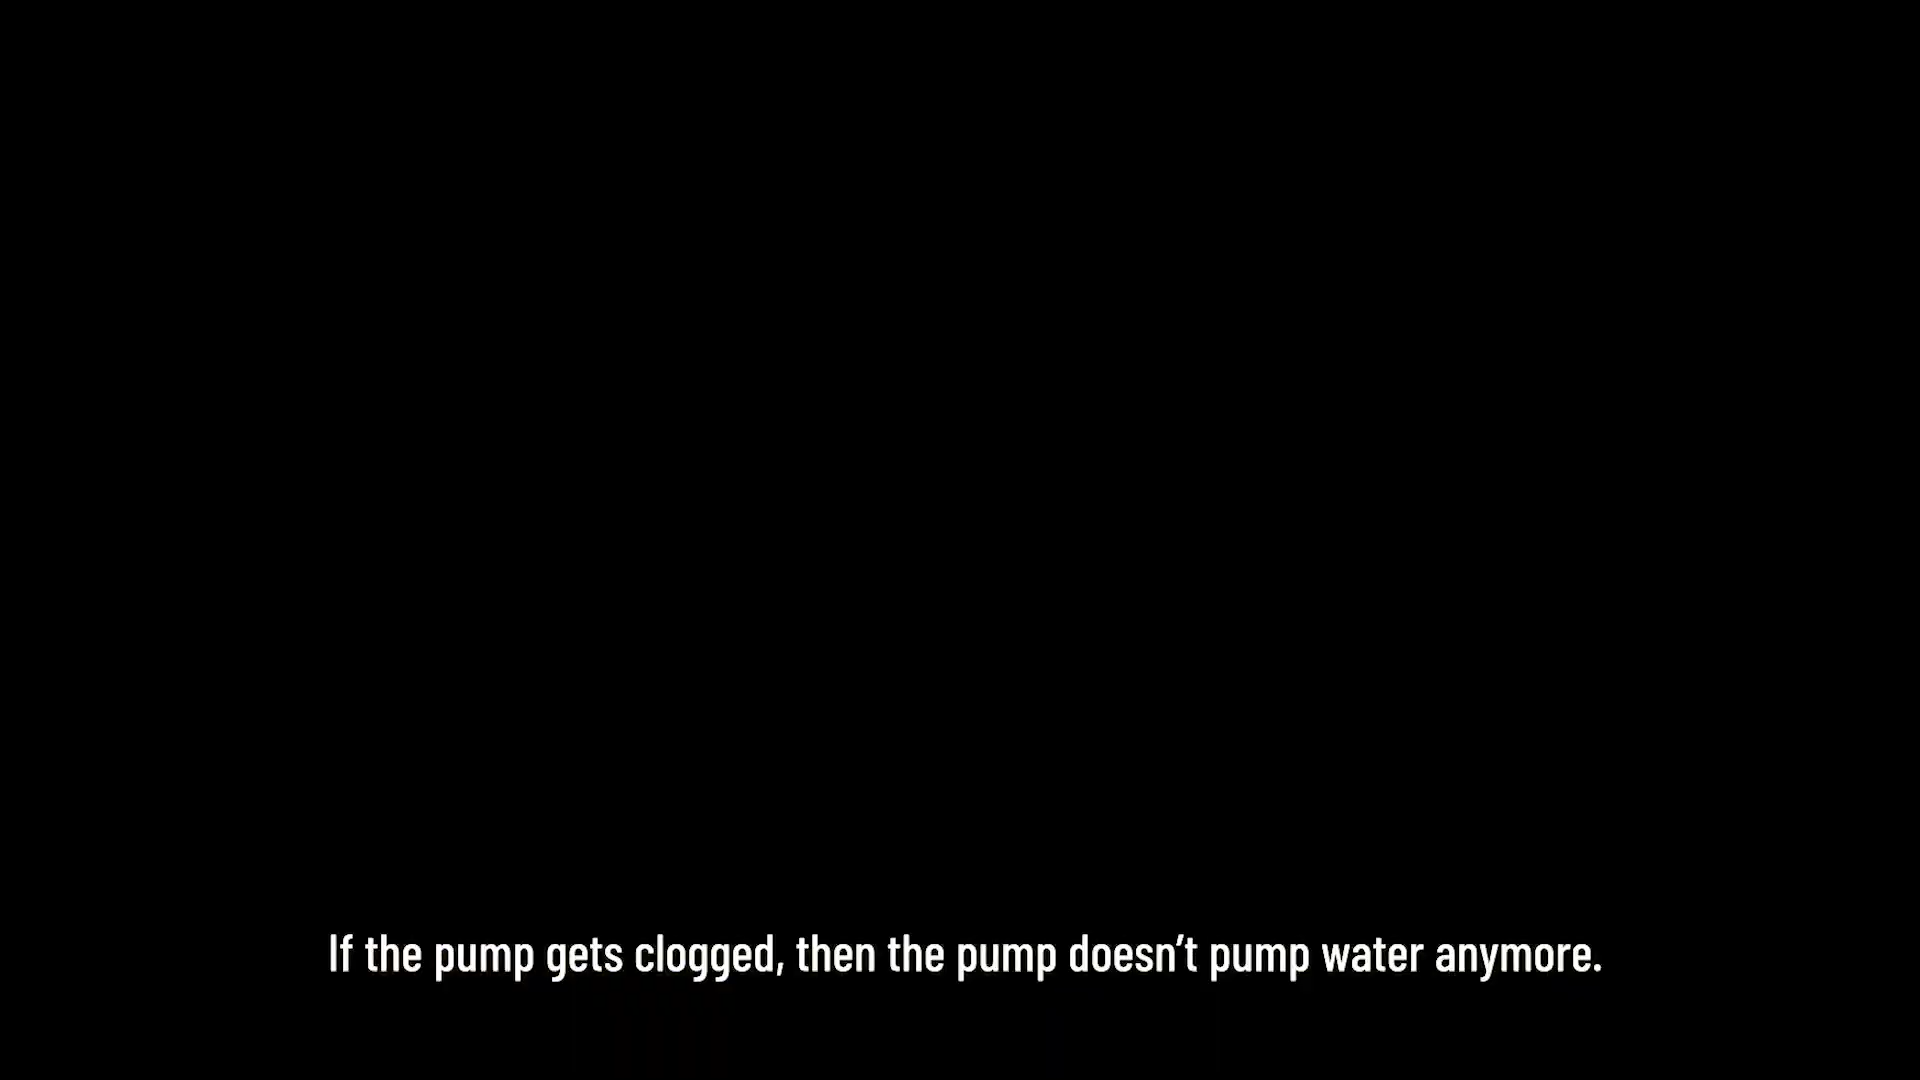 If the pump gets clogged, then the pump doesn’t pump water anymore.